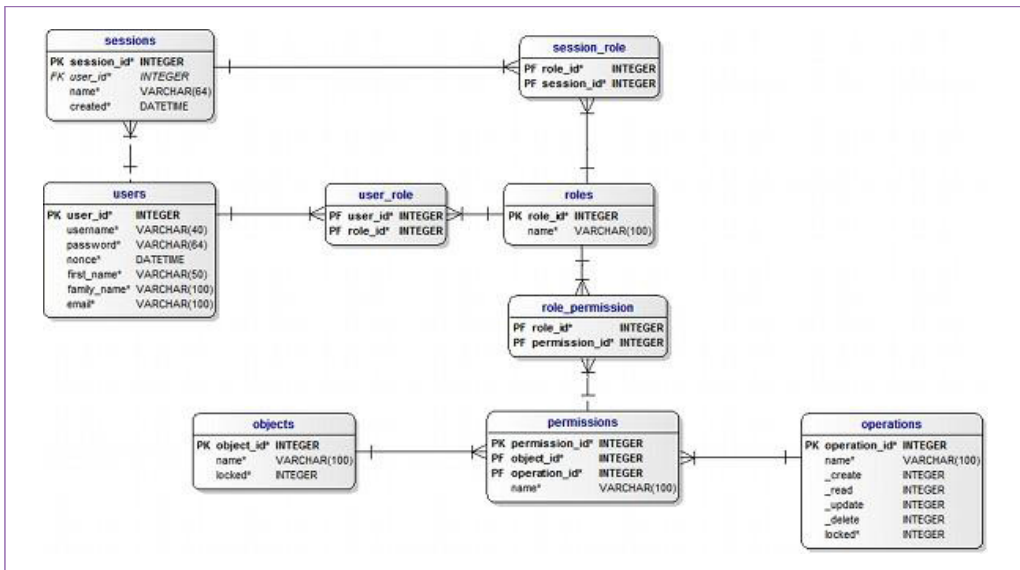 sessions
PK session_id* INTEGER
FK user_id* INTEGER
name* VARCHAR(64)
created* DATETIME
session_role
PF role_id* INTEGER
PF session_id* INTEGER
users
PK user_id* INTEGER
username* VARCHAR(40)
password* VARCHAR(64)
nonce* DATETIME
first_name* VARCHAR(50)
family_name* VARCHAR(100)
email* VARCHAR(100)
user_role
PF user_id* INTEGER
PF role_id* INTEGER
roles
PK role_id* INTEGER
name* VARCHAR(100)
role_permission
PF role_id* INTEGER
PF permission_id* INTEGER
objects
PK object_id* INTEGER
name* VARCHAR(100)
locked* INTEGER
permissions
PK permission_id* INTEGER
PF object_id* INTEGER
PF operation_id* INTEGER
name* VARCHAR(100)
operations
PK operation_id* INTEGER
name* VARCHAR(100)
_create INTEGER
_read INTEGER
_update INTEGER
_delete INTEGER
locked* INTEGER